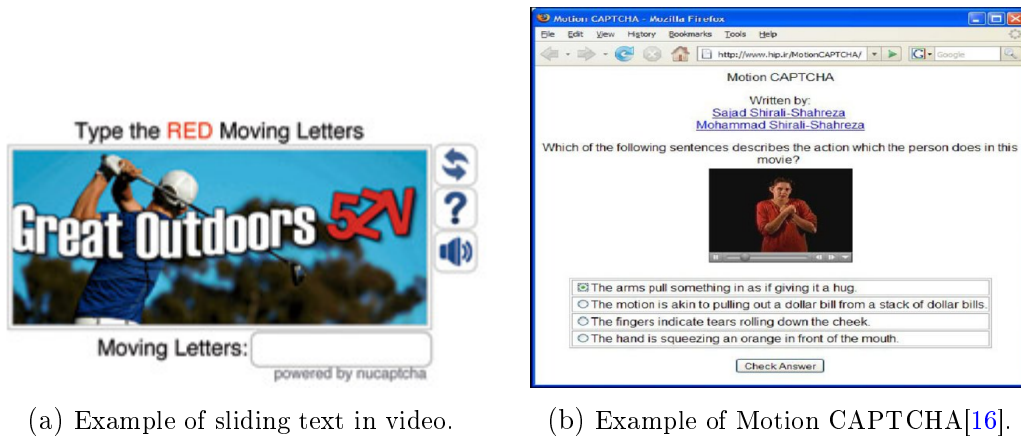 Type the RED Moving Letters
Great Outdoors 5ZV
?
Moving Letters:
powered by nucaptcha
(a) Example of sliding text in video.
Motion CAPTCHA - Mozilla Firefox
File Edit View History Bookmarks Tools Help
http://www.hip.ir/MotionCAPTCHA/ G Google
Motion CAPTCHA
Written by:
Sajad Shirali-Shahreza
Mohammad Shirali-Shahreza
Which of the following sentences describes the action which the person does in this
movie?
The arms pull something in as if giving it a hug.
The motion is akin to pulling out a dollar bill from a stack of dollar bills.
The fingers indicate tears rolling down the cheek.
The hand is squeezing an orange in front of the mouth.
Check Answer
(b) Example of Motion CAPTCHA[16].